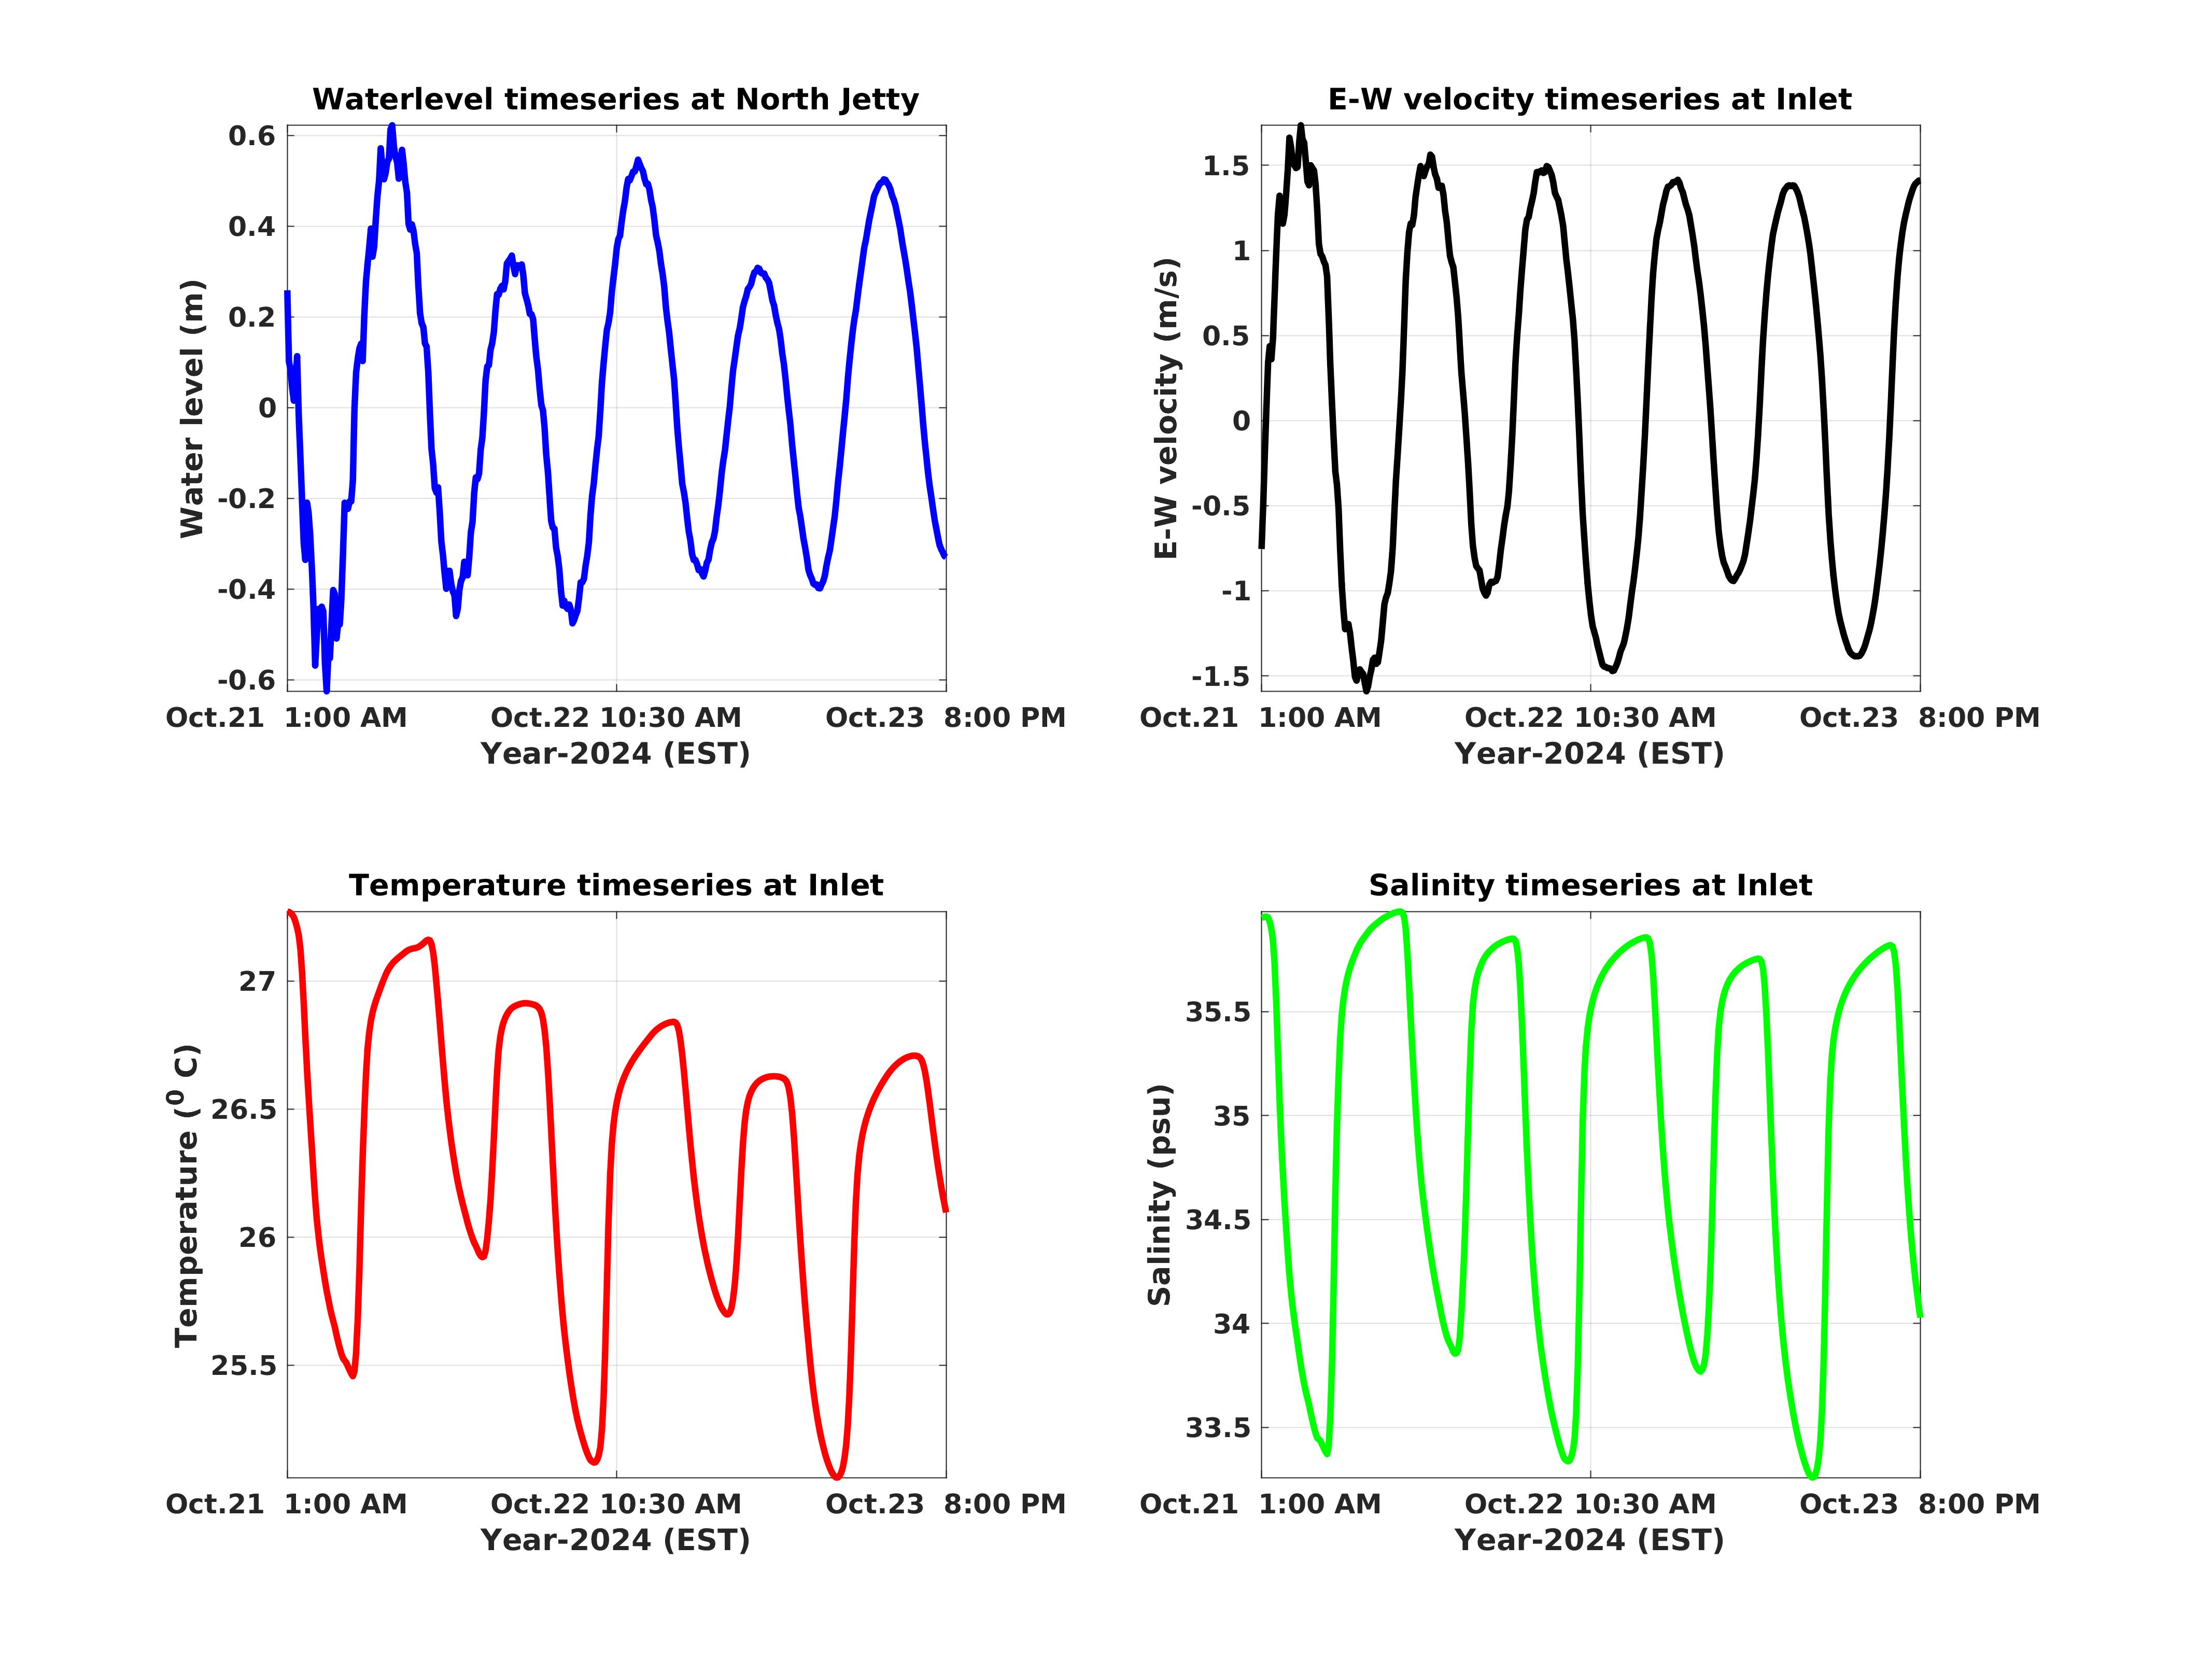 Waterlevel timeseries at North Jetty
0.6
0.4
0.2
0
-0.2
-0.4
-0.6
Water level (m)
Oct.21 1:00 AM Oct.22 10:30 AM Oct.23 8:00 PM
Year-2024 (EST)
E-W velocity timeseries at Inlet
1.5
1
0.5
0
-0.5
-1
-1.5
E-W velocity (m/s)
Oct.21 1:00 AM Oct.22 10:30 AM Oct.23 8:00 PM
Year-2024 (EST)
Temperature timeseries at Inlet
27
26.5
26
25.5
Temperature (⁰ C)
Oct.21 1:00 AM Oct.22 10:30 AM Oct.23 8:00 PM
Year-2024 (EST)
Salinity timeseries at Inlet
35.5
35
34.5
34
33.5
Salinity (psu)
Oct.21 1:00 AM Oct.22 10:30 AM Oct.23 8:00 PM
Year-2024 (EST)